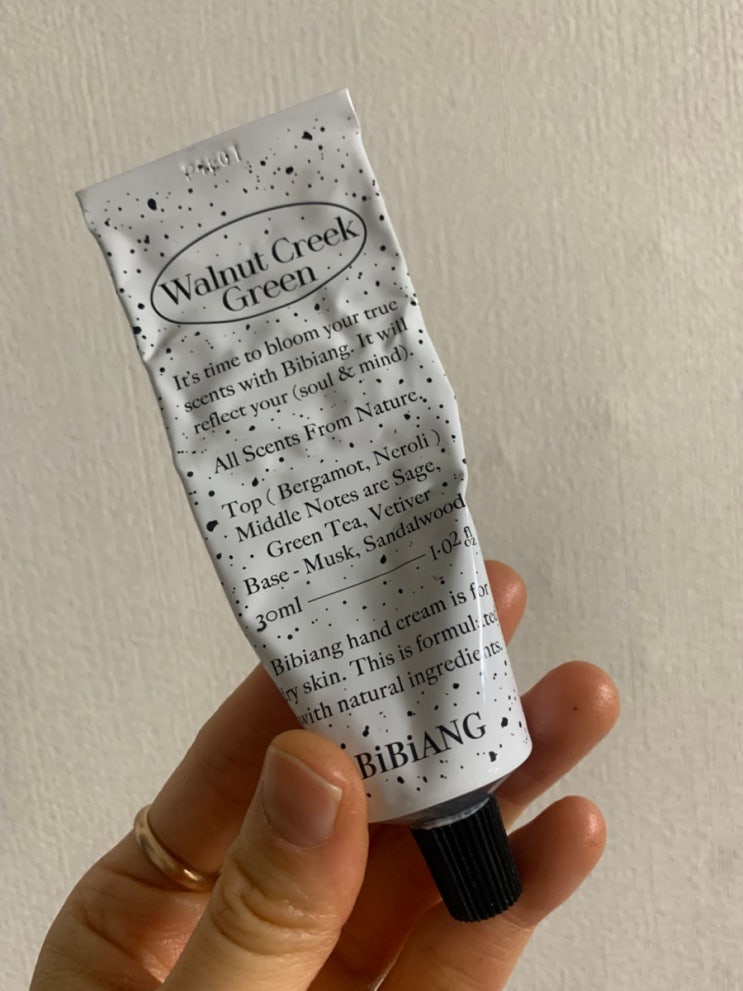 Walnut Creek
Green
It's time to bloom your true
scents with Bibiang. It will
reflect your (soul & mind).
All Scents From Nature.
Top ( Bergamot, Neroli )
Middle Notes are Sage,
Green Tea, Vetiver
Base - Musk, Sandalwood
30ml 1.02 fl oz
Bibiang hand cream is for
dry skin. This is formulated
with natural ingredients.
BiBiANG